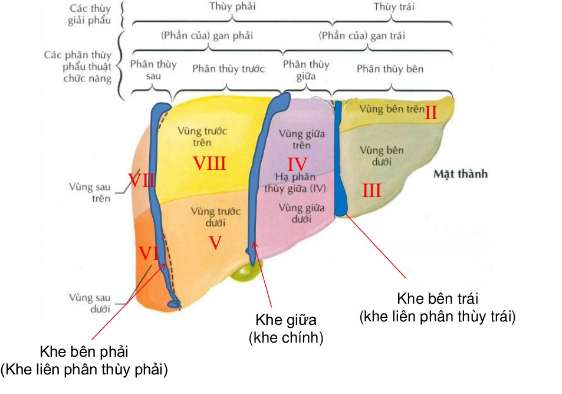 Các thùy
giải phẩu
Thùy phải
Thùy trái
(Phần của) gan phải
(Phần của) gan trái
Các phân thùy
phẩu thuật
chức năng
Phân thùy
sau
Phân thùy trước
Phân thùy
giữa
Phân thùy bên
Vùng bên trên
II
Vùng trước
trên
VIII
Vùng giữa
trên
IV
Vùng bên
dưới
III
Mặt thành
Hạ phân
thùy giữa (IV)
VII
Vùng sau
trên
Vùng trước
dưới
V
Vùng giữa
dưới
VI
Vùng sau
dưới
Khe bên trái
(khe liên phân thùy trái)
Khe giữa
(khe chính)
Khe bên phải
(Khe liên phân thùy phải)